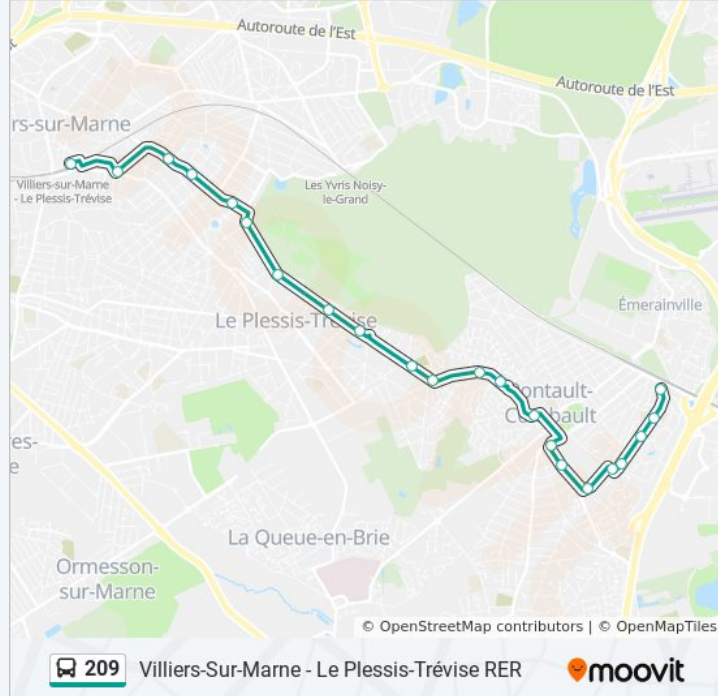 Autoroute de l'Est
Autoroute de l'Est
rs-sur-Marne
Villiers-sur-Marne
- Le Plessis-Trévise
Les Yvris Noisy-
le-Grand
Émerainville
Le Plessis-Trévise
Pontault-
Combault
es-
e
La Queue-en-Brie
Ormesson-
sur-Marne
© OpenStreetMap contributors | © OpenMapTiles
209 Villiers-Sur-Marne - Le Plessis-Trévise RER moovit